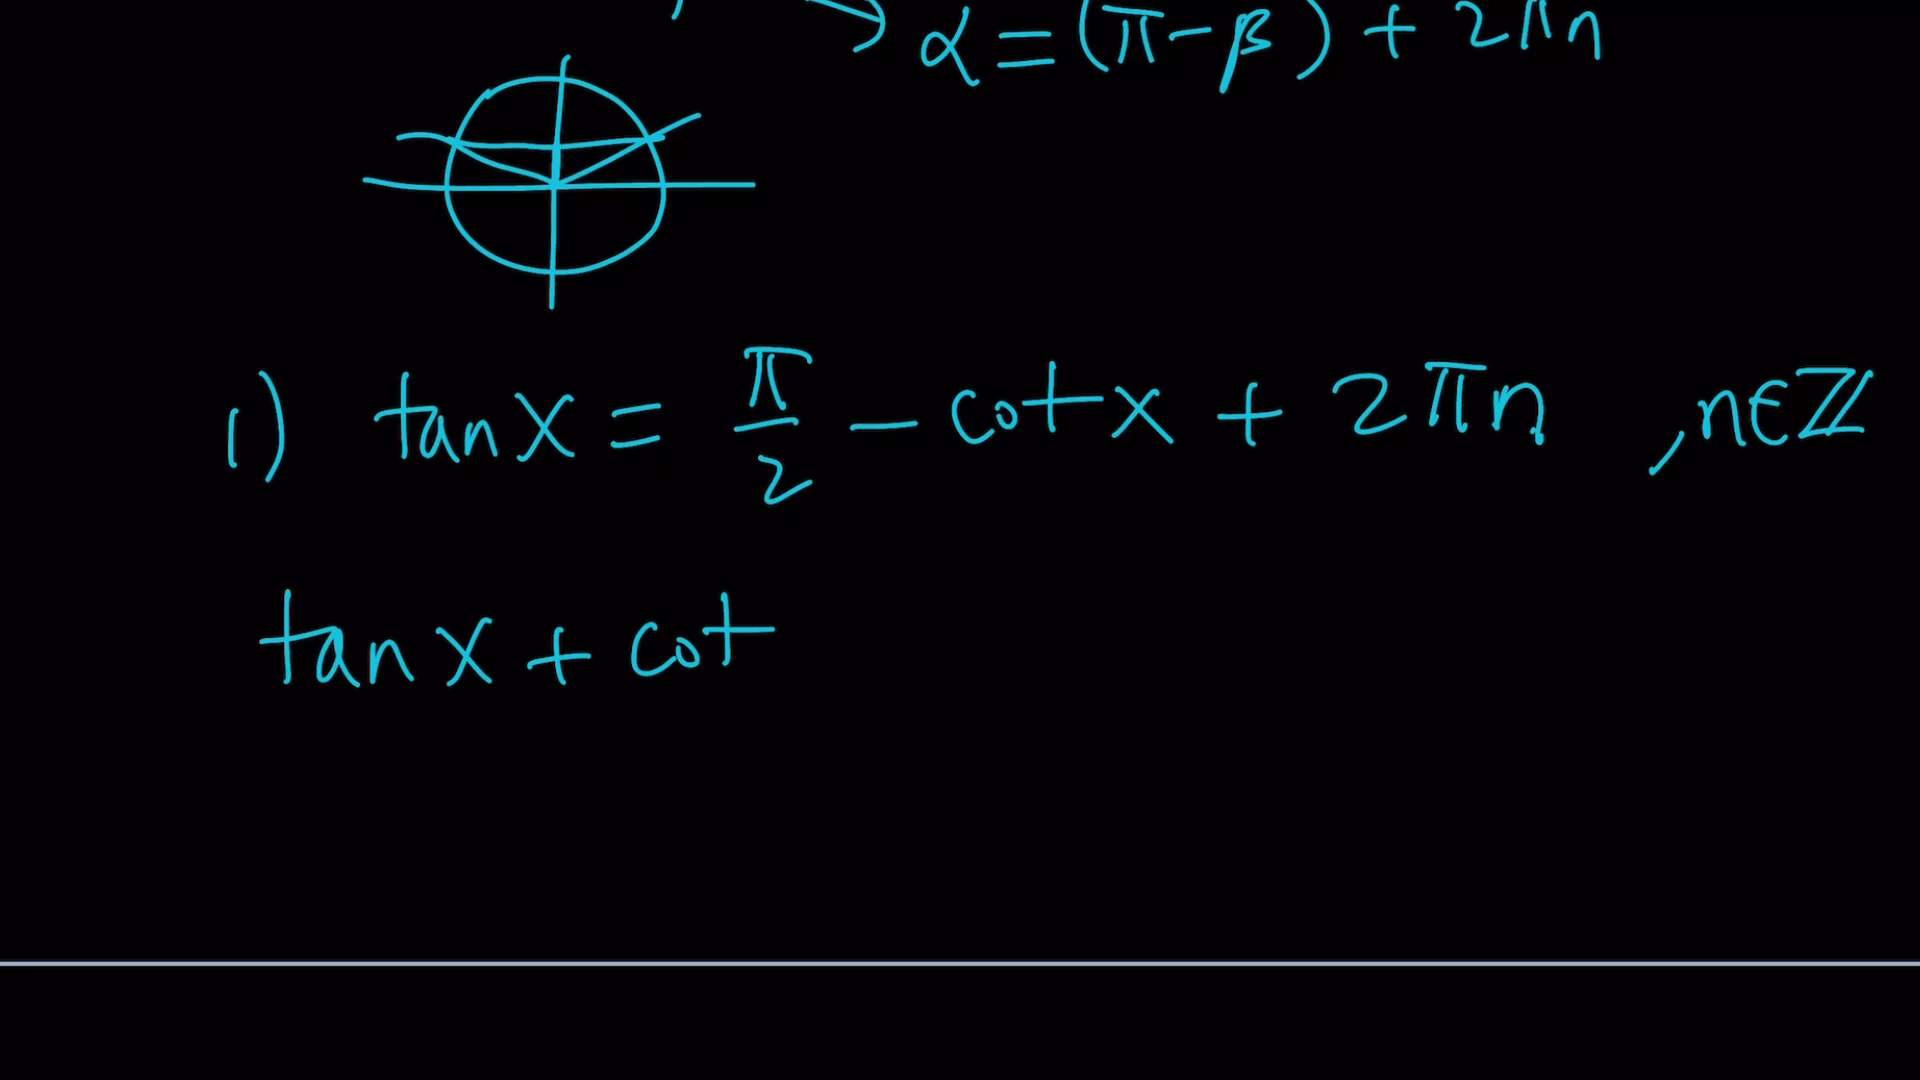 α = (π - β) + 2πn
1) tan x = π/2 - cot x + 2πn , n∈ℤ
tan x + cot